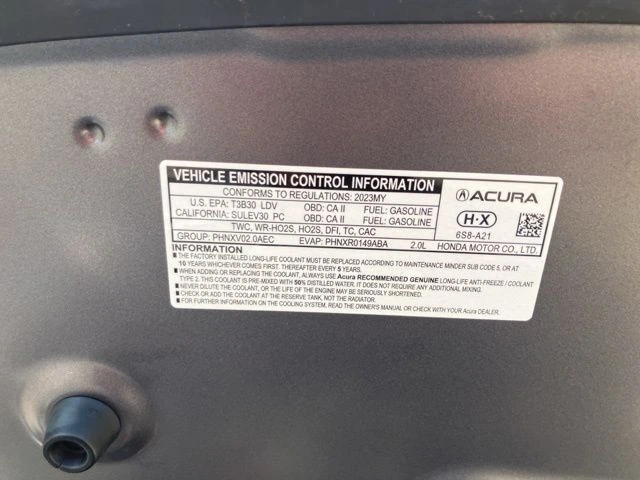 VEHICLE EMISSION CONTROL INFORMATION
CONFORMS TO REGULATIONS: 2023MY
U.S. EPA: T3B30 LDV OBD: CA II FUEL: GASOLINE
CALIFORNIA: SULEV30 PC OBD: CA II FUEL: GASOLINE
TWC, WR-HO2S, HO2S, DFI, TC, CAC
GROUP: PHNXV02.0AEC EVAP: PHNXR0149ABA 2.0L
ACURA
H·X
6S8-A21
HONDA MOTOR CO., LTD.
INFORMATION
■ THE FACTORY INSTALLED LONG-LIFE COOLANT MUST BE REPLACED ACCORDING TO MAINTENANCE MINDER SUB CODE 5, OR AT
10 YEARS WHICHEVER COMES FIRST. THEREAFTER EVERY 5 YEARS.
■ WHEN ADDING OR REPLACING COOLANT, ALWAYS USE Acura RECOMMENDED GENUINE LONG-LIFE ANTI-FREEZE / COOLANT
TYPE 2. THIS COOLANT IS PRE-MIXED WITH 50% DISTILLED WATER. IT DOES NOT REQUIRE ANY ADDITIONAL MIXING.
■ NEVER DILUTE THE COOLANT, OR THE LIFE OF THE ENGINE MAY BE SERIOUSLY SHORTENED.
■ CHECK OR ADD COOLANT AT THE RESERVE TANK, NOT THE RADIATOR.
■ FOR FURTHER INFORMATION ON THE COOLING SYSTEM, READ THE OWNER'S MANUAL OR CHECK WITH YOUR Acura DEALER.